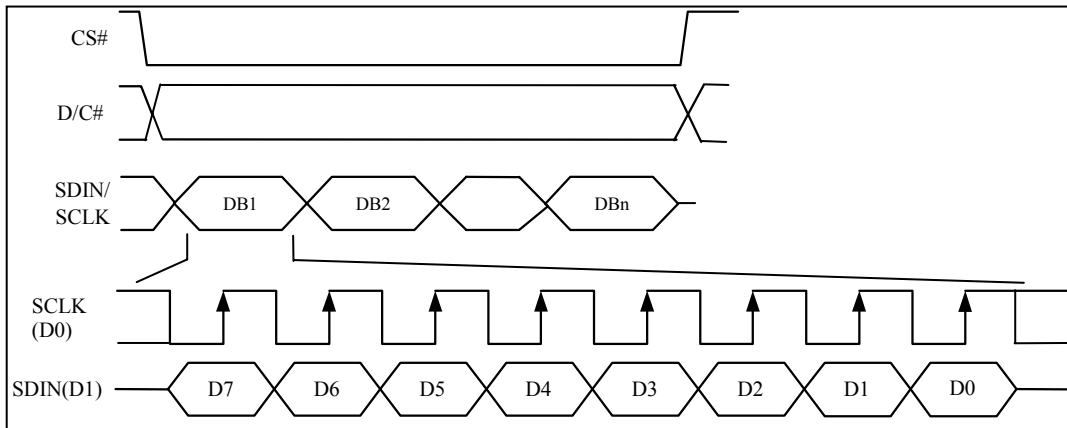 CS#
D/C#
SDIN/
SCLK
DB1 DB2 DBn
SCLK
(D0)
SDIN(D1) D7 D6 D5 D4 D3 D2 D1 D0